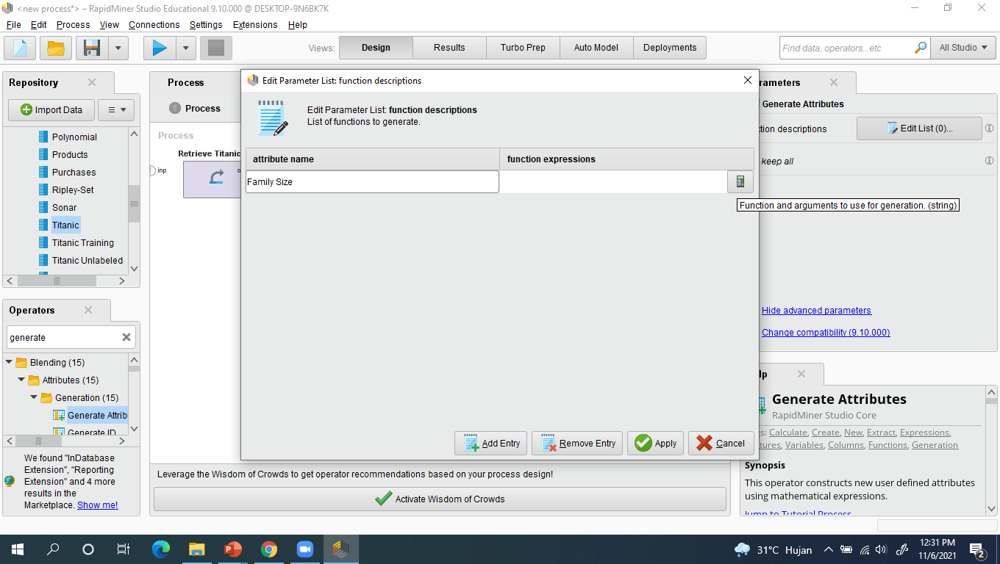 <new process*> – RapidMiner Studio Educational 9.10.000 @ DESKTOP-9N6BK7K
File Edit Process View Connections Settings Extensions Help
Views: Design Results Turbo Prep Auto Model Deployments
Find data, operators...etc
All Studio
Repository
Import Data
Polynomial
Products
Purchases
Ripley-Set
Sonar
Titanic
Titanic Training
Titanic Unlabeled
Operators
generate
Blending (15)
Attributes (15)
Generation (15)
Generate Attrib
Generate ID
We found "InDatabase
Extension", "Reporting
Extension" and 4 more
results in the
Marketplace. Show me!
Process
Process
Process
Retrieve Titanic
inp
Edit Parameter List: function descriptions
Edit Parameter List: function descriptions
List of functions to generate.
attribute name function expressions
Family Size
Function and arguments to use for generation. (string)
Add Entry Remove Entry Apply Cancel
Leverage the Wisdom of Crowds to get operator recommendations based on your process design!
Activate Wisdom of Crowds
rameters
Generate Attributes
tion descriptions
Edit List (0)...
keep all
Hide advanced parameters
Change compatibility (9.10.000)
lp
Generate Attributes
RapidMiner Studio Core
s: Calculate, Create, New, Extract, Expressions,
tures, Variables, Columns, Functions, Generation
Synopsis
This operator constructs new user defined attributes
using mathematical expressions.
Jump to Tutorial Process
31°C Hujan
12:31 PM
11/6/2021
2